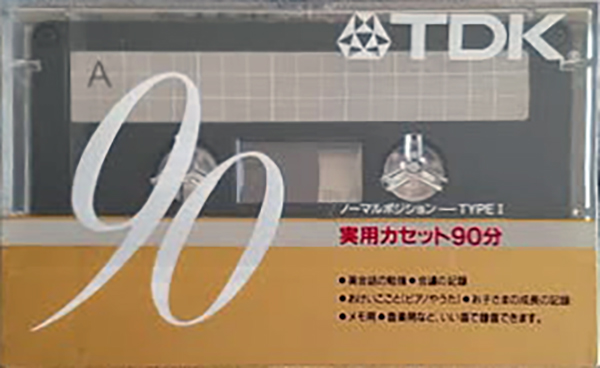 TDK
A
90
ノーマルポジション — TYPE I
実用カセット90分
●英会話の勉強●会議の記録
●おけいこごと(ピアノやうた)●お子さまの成長の記録
●メモ用●音楽用など、いい音で録音できます。